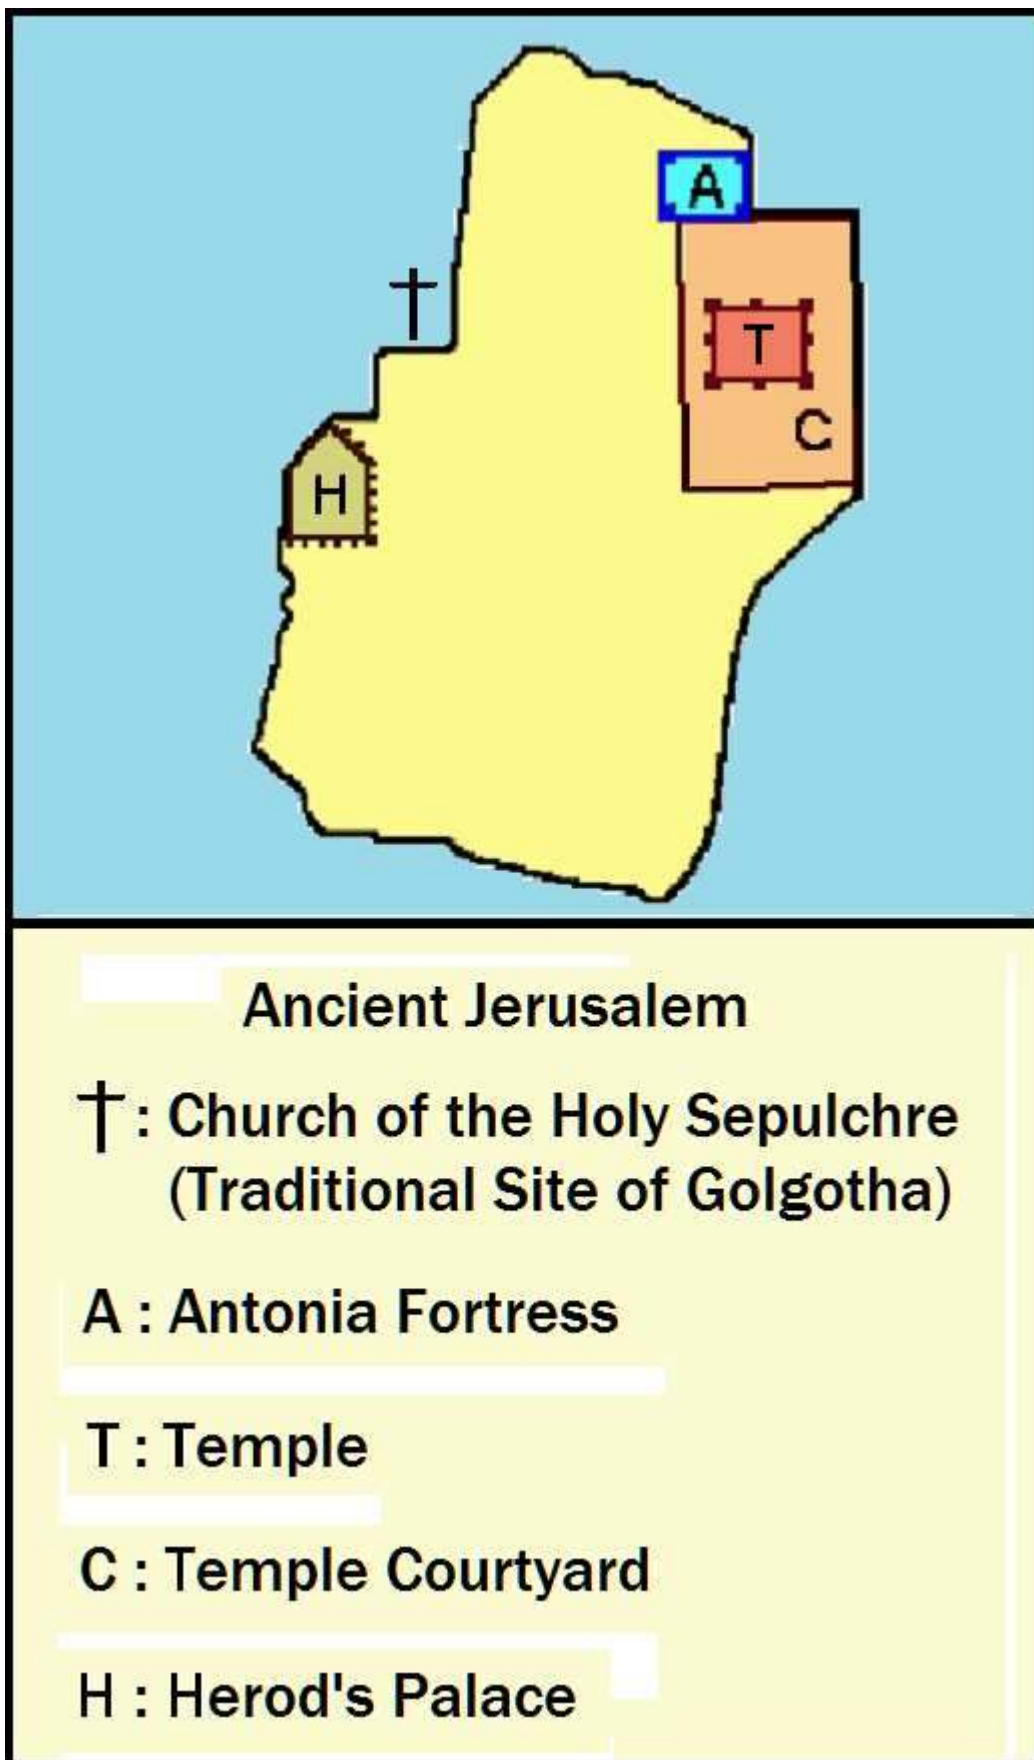 A
T
C
H
Ancient Jerusalem
†: Church of the Holy Sepulchre
(Traditional Site of Golgotha)
A : Antonia Fortress
T : Temple
C : Temple Courtyard
H : Herod's Palace